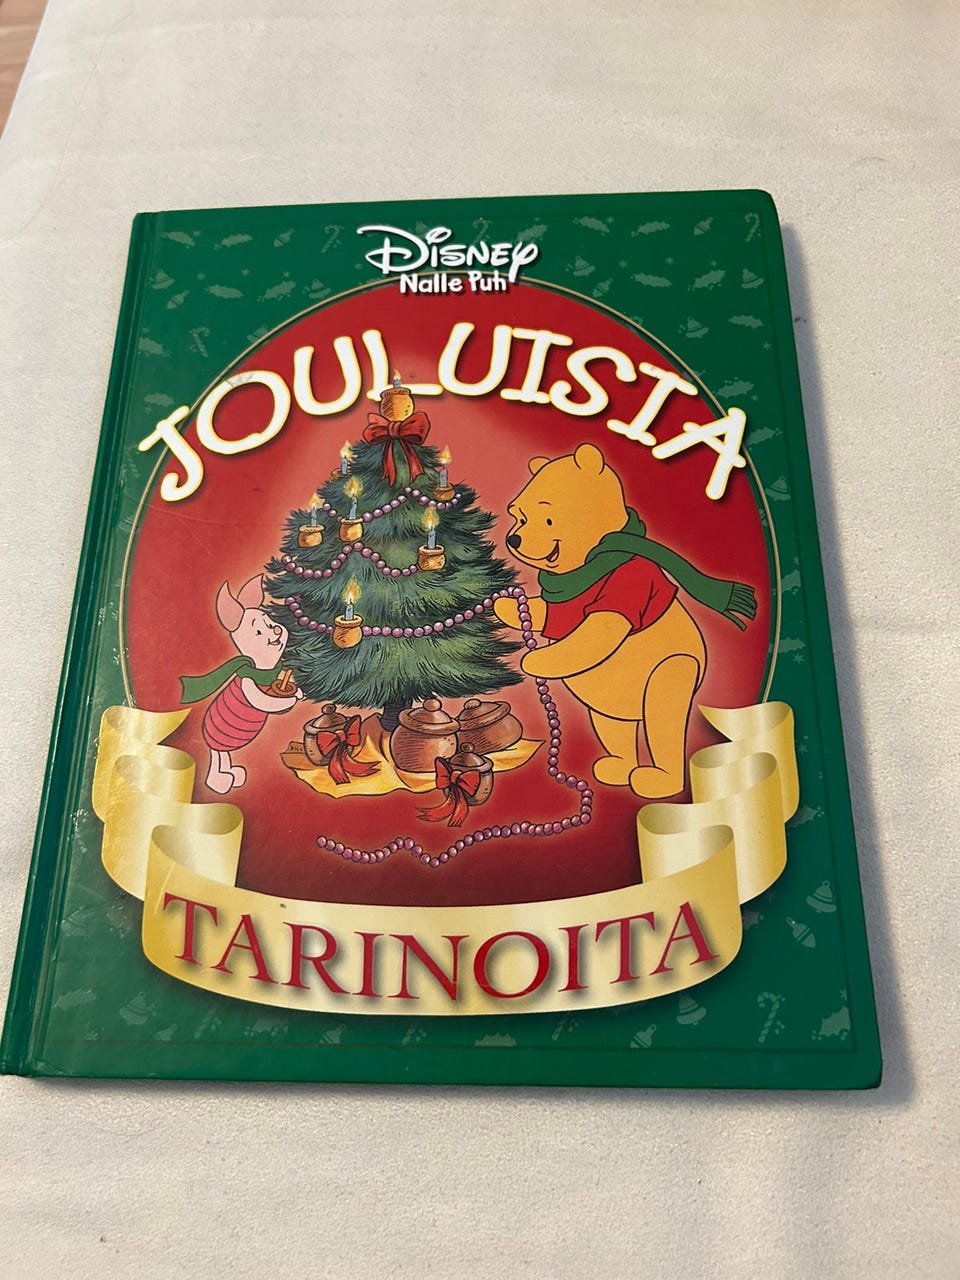 Disney
Nalle Puh
JOULUISIA
TARINOITA